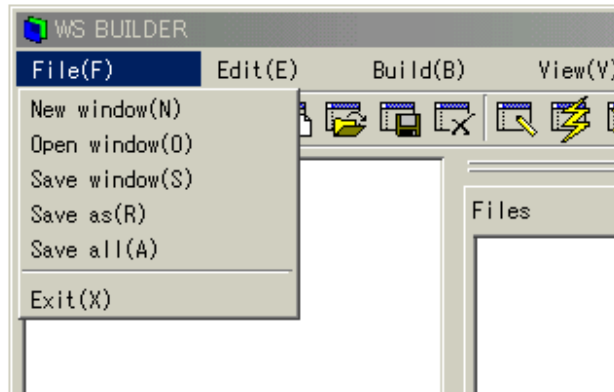 WS BUILDER
File(F) Edit(E) Build(B) View(V)
New window(N)
Open window(O)
Save window(S)
Save as(R)
Save all(A)
Exit(X)
Files